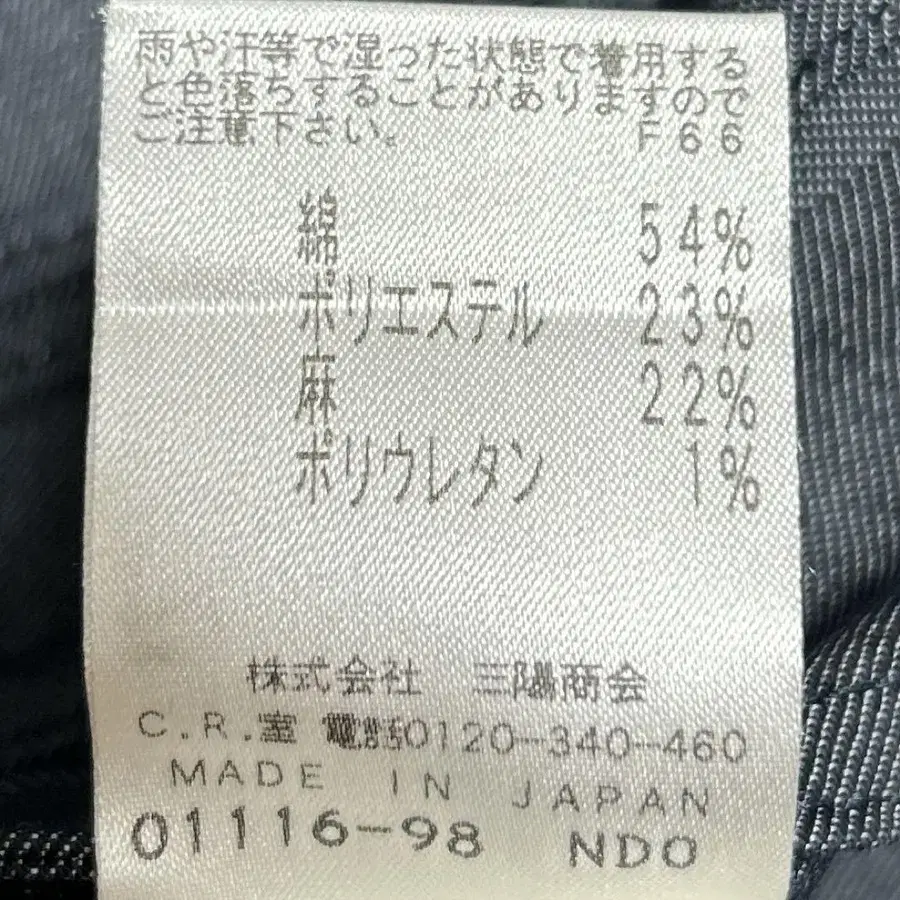 雨や汗等で湿った状態で着用する
と色落ちすることがありますので
ご注意下さい。 F66
綿 54%
ポリエステル 23%
麻 22%
ポリウレタン 1%
株式会社 三陽商会
C.R.室 電話0120-340-460
MADE IN JAPAN
01116-98 NDO